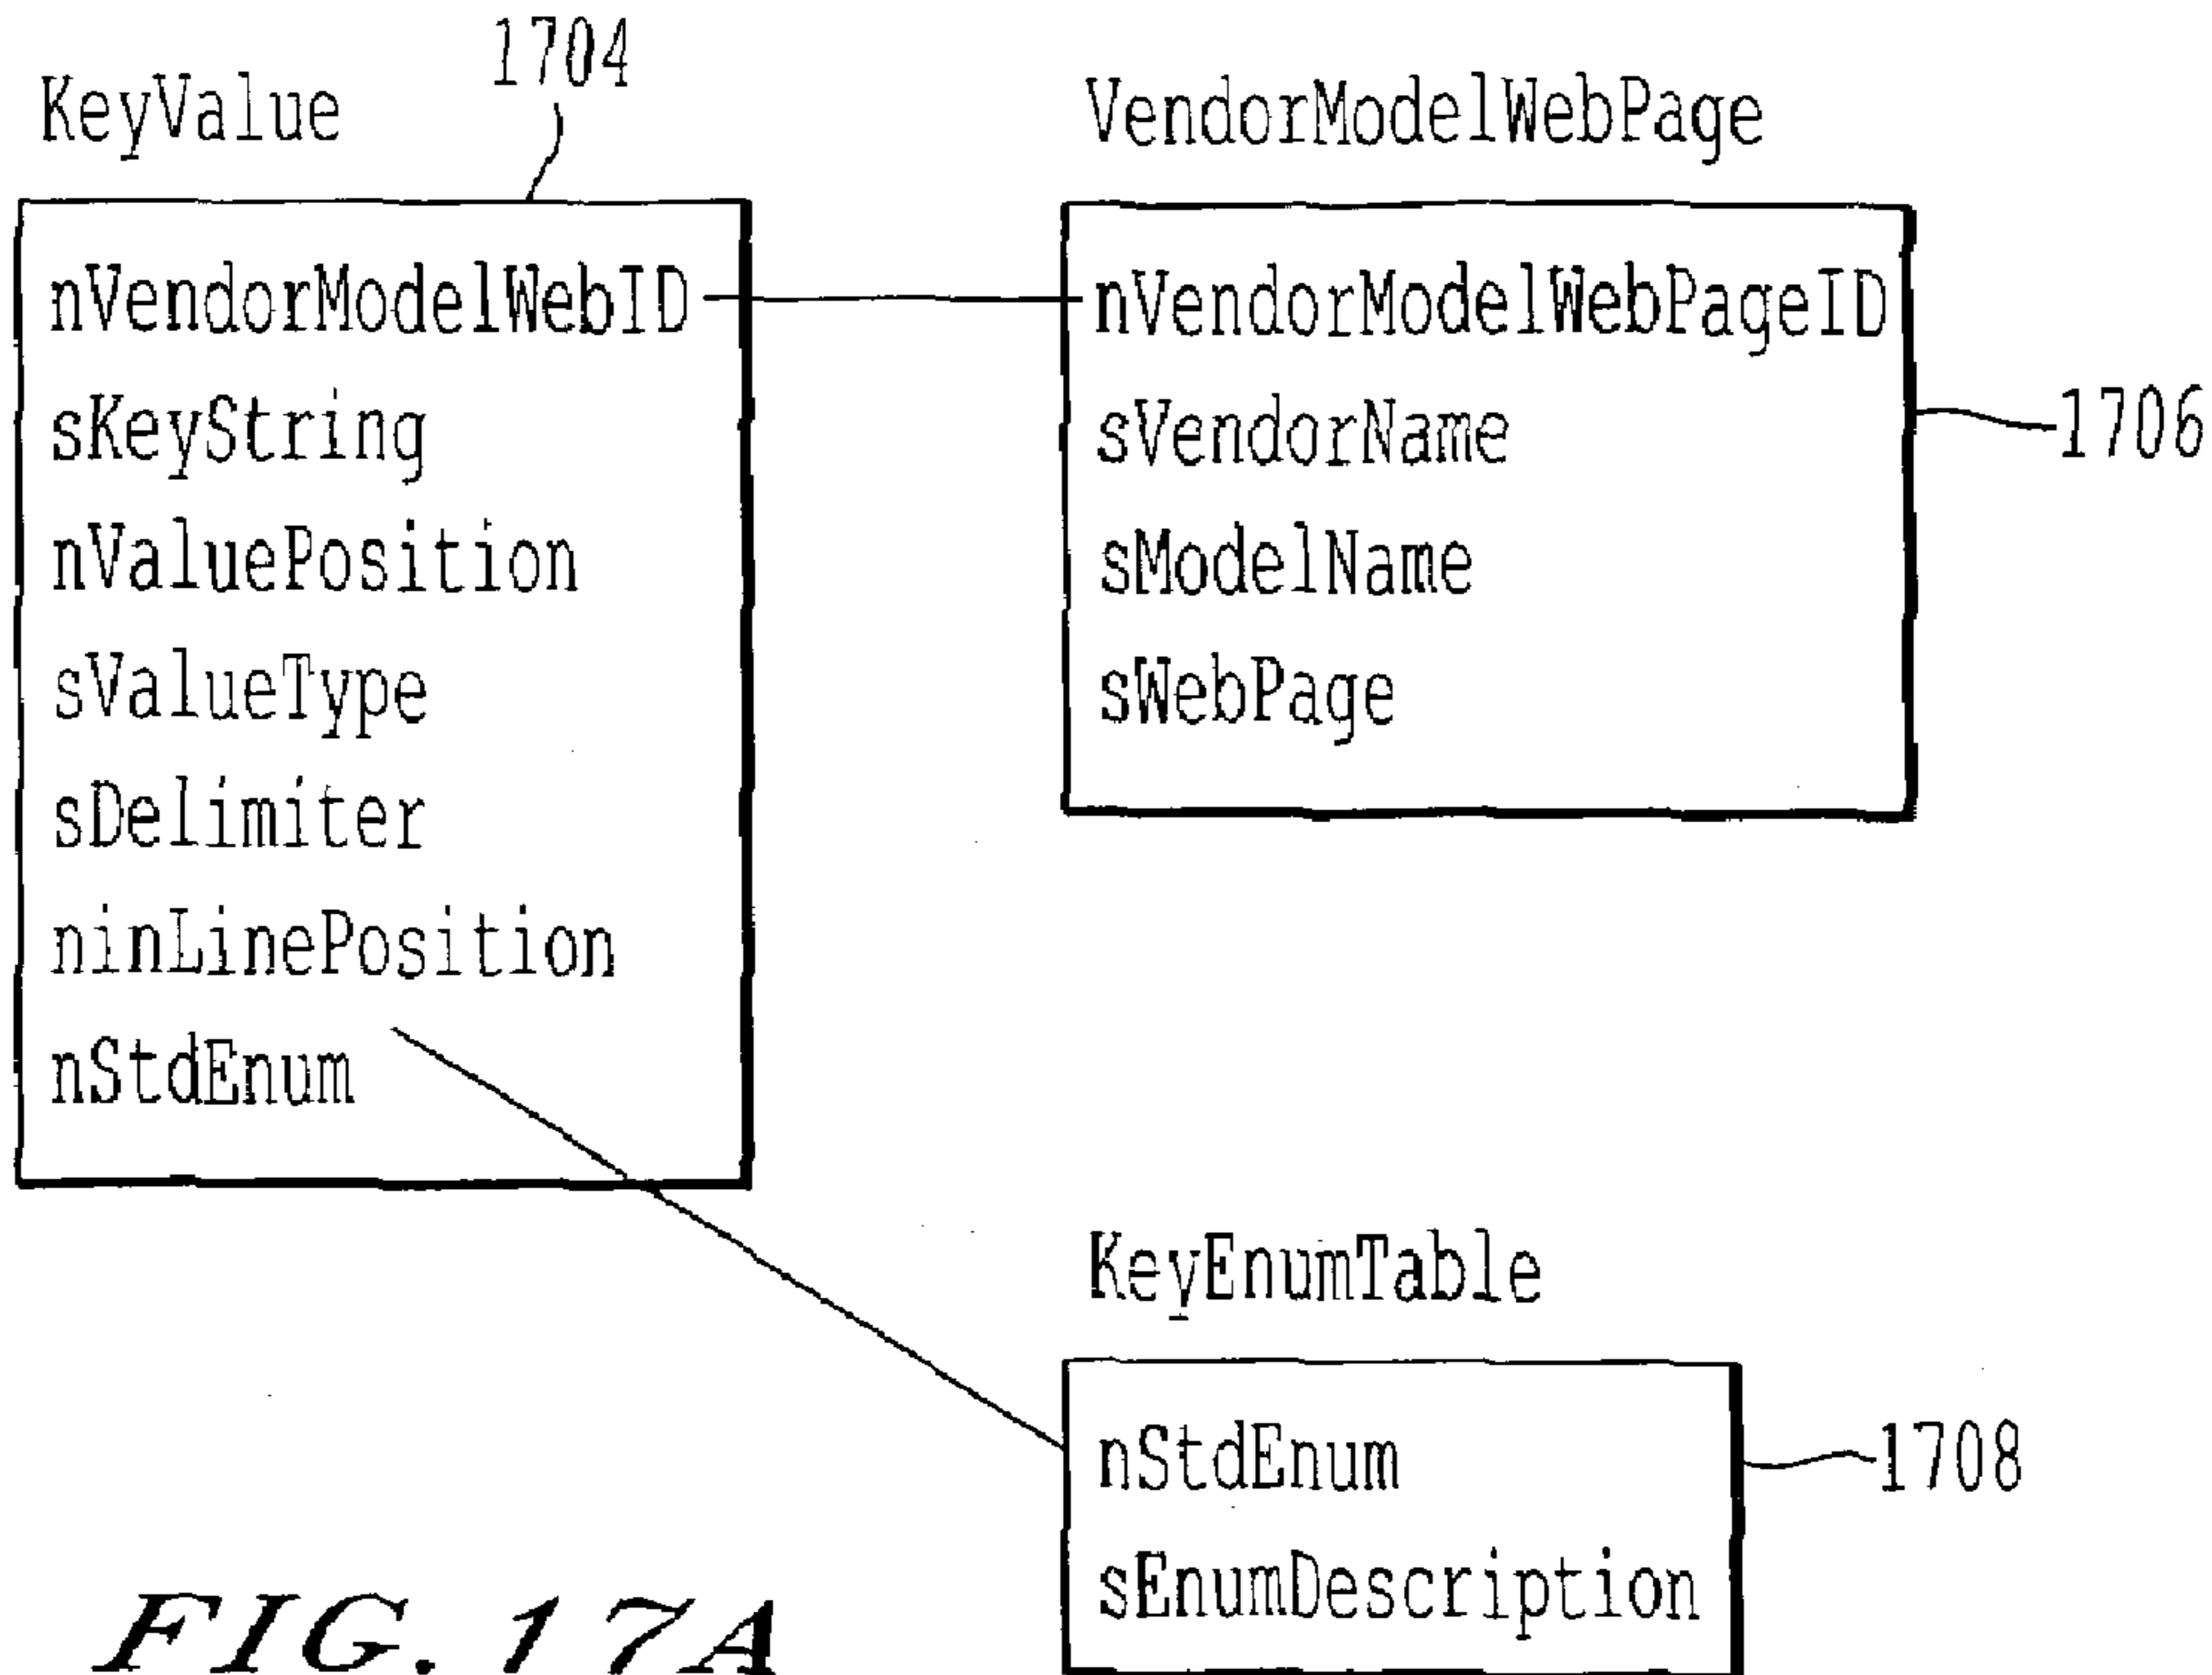 1704
KeyValue
nVendorModelWebID
sKeyString
nValuePosition
sValueType
sDelimiter
ninLinePosition
nStdEnum
VendorModelWebPage
nVendorModelWebPageID
sVendorName
sModelName
sWebPage
1706
KeyEnumTable
nStdEnum
sEnumDescription
1708
FIG. 17A